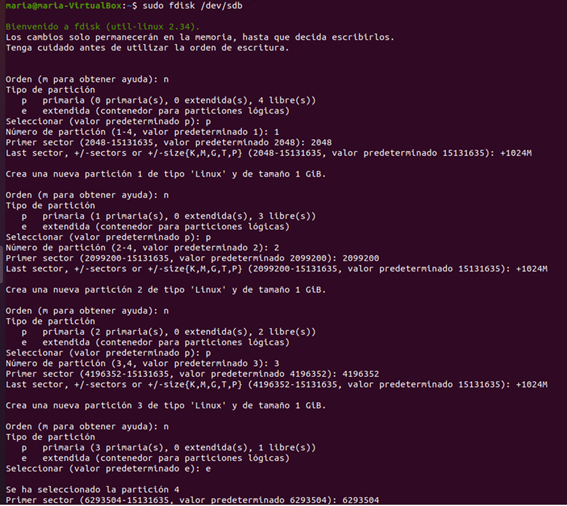 maria@maria-VirtualBox:~$ sudo fdisk /dev/sdb
Bienvenido a fdisk (util-linux 2.34).
Los cambios solo permanecerán en la memoria, hasta que decida escribirlos.
Tenga cuidado antes de utilizar la orden de escritura.
Orden (m para obtener ayuda): n
Tipo de partición
p primaria (0 primaria(s), 0 extendida(s), 4 libre(s))
e extendida (contenedor para particiones lógicas)
Seleccionar (valor predeterminado p): p
Número de partición (1-4, valor predeterminado 1): 1
Primer sector (2048-15131635, valor predeterminado 2048): 2048
Last sector, +/-sectors or +/-size{K,M,G,T,P} (2048-15131635, valor predeterminado 15131635): +1024M
Crea una nueva partición 1 de tipo 'Linux' y de tamaño 1 GiB.
Orden (m para obtener ayuda): n
Tipo de partición
p primaria (1 primaria(s), 0 extendida(s), 3 libre(s))
e extendida (contenedor para particiones lógicas)
Seleccionar (valor predeterminado p): p
Número de partición (2-4, valor predeterminado 2): 2
Primer sector (2099200-15131635, valor predeterminado 2099200): 2099200
Last sector, +/-sectors or +/-size{K,M,G,T,P} (2099200-15131635, valor predeterminado 15131635): +1024M
Crea una nueva partición 2 de tipo 'Linux' y de tamaño 1 GiB.
Orden (m para obtener ayuda): n
Tipo de partición
p primaria (2 primaria(s), 0 extendida(s), 2 libre(s))
e extendida (contenedor para particiones lógicas)
Seleccionar (valor predeterminado p): p
Número de partición (3,4, valor predeterminado 3): 3
Primer sector (4196352-15131635, valor predeterminado 4196352): 4196352
Last sector, +/-sectors or +/-size{K,M,G,T,P} (4196352-15131635, valor predeterminado 15131635): +1024M
Crea una nueva partición 3 de tipo 'Linux' y de tamaño 1 GiB.
Orden (m para obtener ayuda): n
Tipo de partición
p primaria (3 primaria(s), 0 extendida(s), 1 libre(s))
e extendida (contenedor para particiones lógicas)
Seleccionar (valor predeterminado e): e
Se ha seleccionado la partición 4
Primer sector (6293504-15131635, valor predeterminado 6293504): 6293504